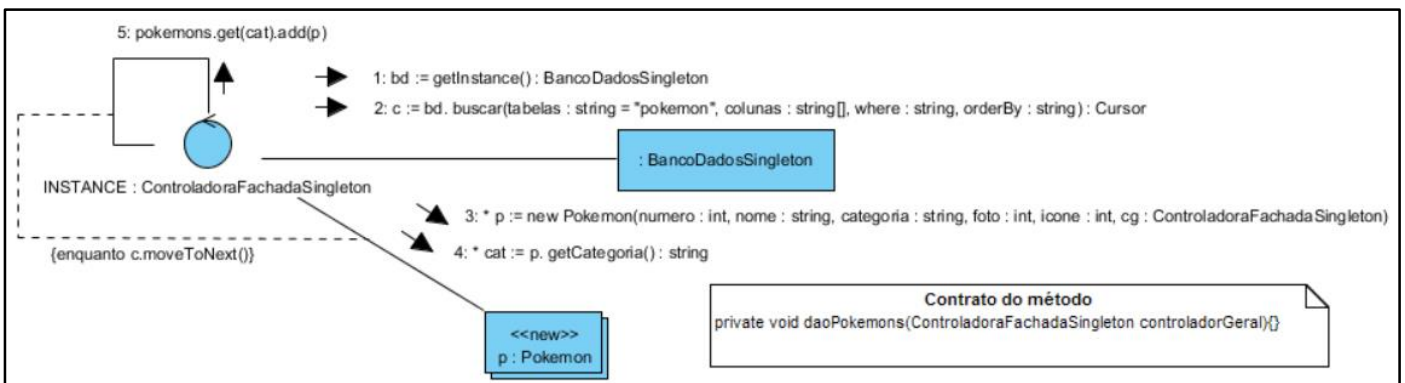 5: pokemons.get(cat).add(p)
1: bd := getInstance() : BancoDadosSingleton
2: c := bd. buscar(tabelas : string = "pokemon", colunas : string[], where : string, orderBy : string) : Cursor
: BancoDadosSingleton
INSTANCE : ControladoraFachadaSingleton
3: * p := new Pokemon(numero : int, nome : string, categoria : string, foto : int, icone : int, cg : ControladoraFachadaSingleton)
{enquanto c.moveToNext()}
4: * cat := p. getCategoria() : string
Contrato do método
private void daoPokemons(ControladoraFachadaSingleton controladorGeral){}
<<new>>
p : Pokemon